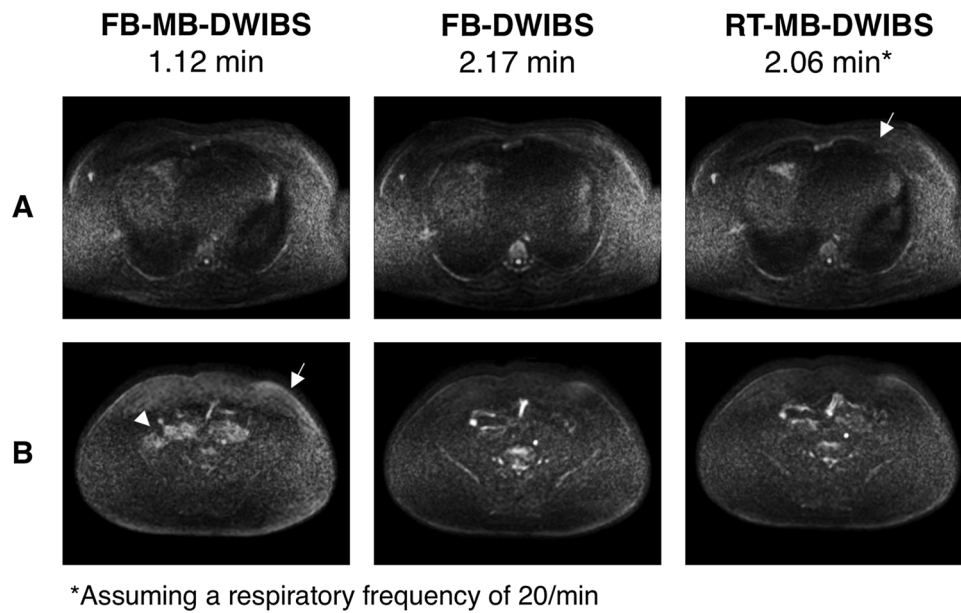 FB-MB-DWIBS FB-DWIBS RT-MB-DWIBS
1.12 min 2.17 min 2.06 min*
A
B
*Assuming a respiratory frequency of 20/min